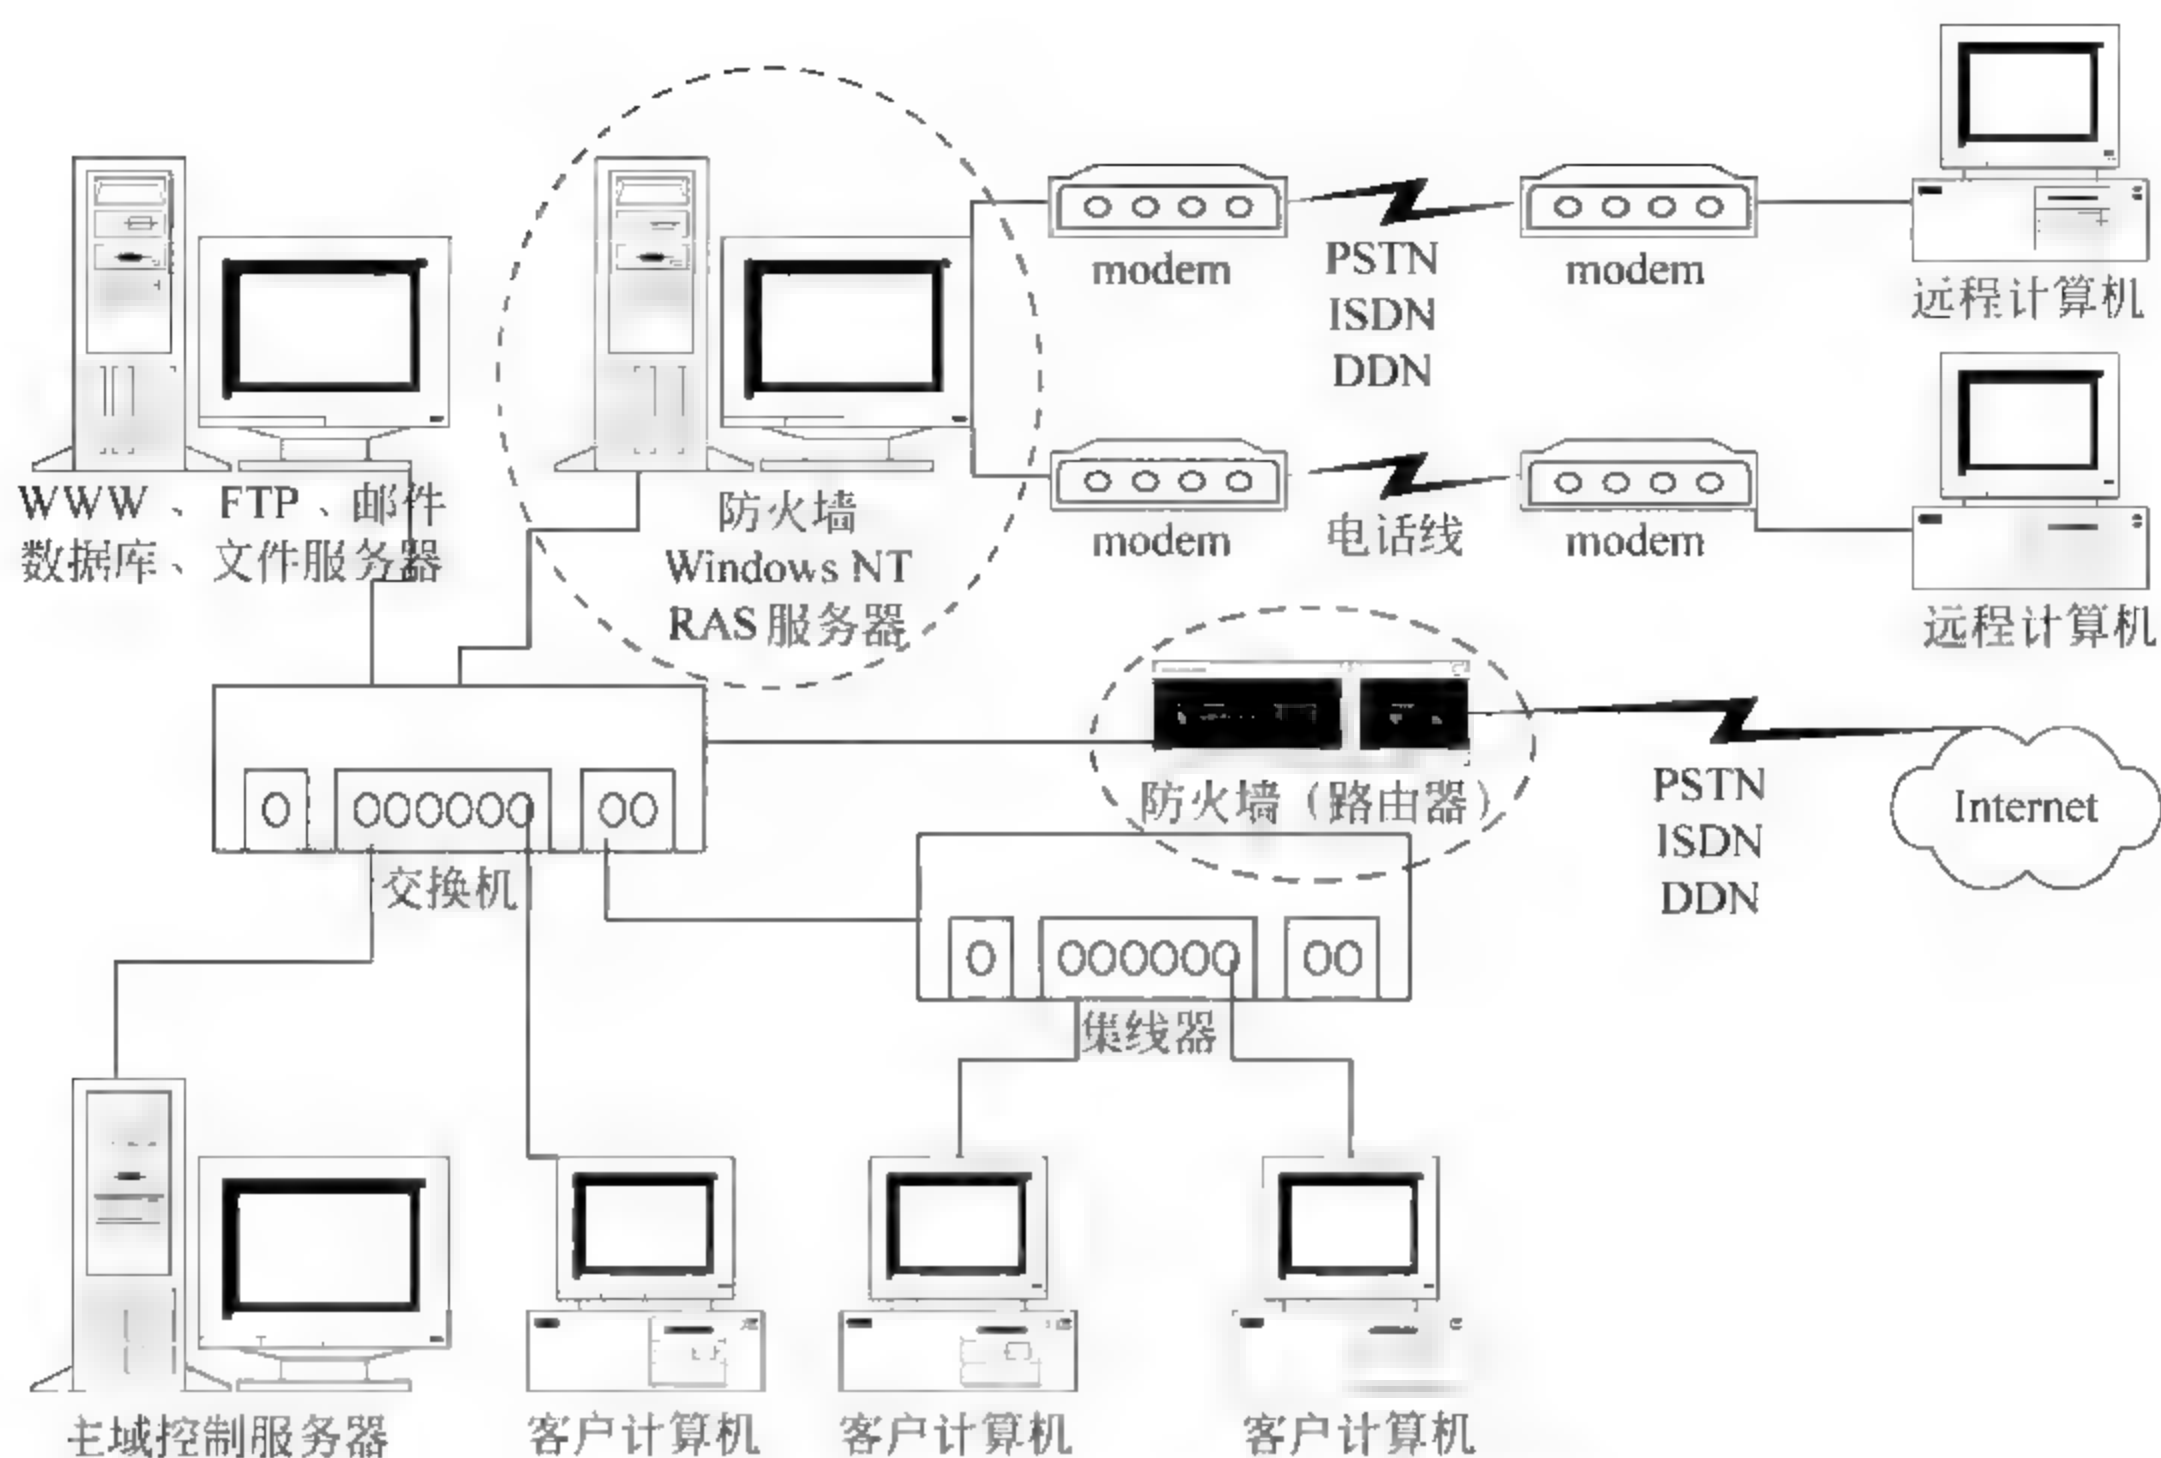 modem
PSTN
ISDN
DDN
modem
远程计算机
WWW、FTP、邮件
数据库、文件服务器
防火墙
Windows NT
RAS服务器
modem
电话线
modem
远程计算机
防火墙（路由器）
PSTN
ISDN
DDN
Internet
交换机
集线器
主域控制服务器
客户计算机
客户计算机
客户计算机